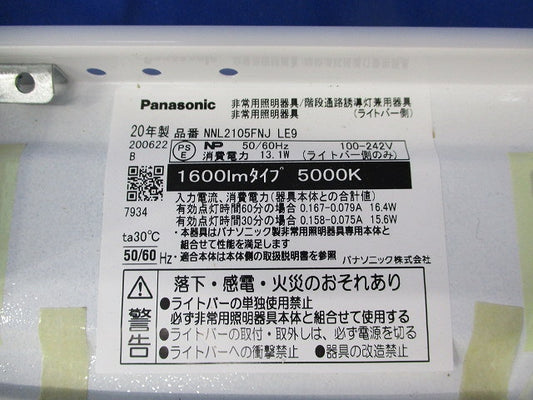 Panasonic 非常用照明器具/階段通路誘導灯兼用器具
非常用照明器具 (ライトバー側)
20年製 品番 NNL2105FNJ LE9
200622
B
PS
E
NP 50/60Hz 100-242V
消費電力 13.1W (ライトバー側のみ)
1600lmタイプ 5000K
入力電流、消費電力(器具本体との合計値)
有効点灯時間60分の場合 0.167-0.079A 16.4W
有効点灯時間30分の場合 0.158-0.075A 15.6W
7934
・本器具はパナソニック製非常用照明器具専用本体と
組合せて性能を満足します
ta30℃
50/60 Hz
・適合本体は本体側の取扱説明書を参照 パナソニック株式会社
警告
落下・感電・火災のおそれあり
●ライトバーの単独使用禁止
必ず非常用照明器具本体と組合せて使用する
●ライトバーの取付・取外しは、必ず電源を切る
●ライトバーへの衝撃禁止 ●器具の改造禁止